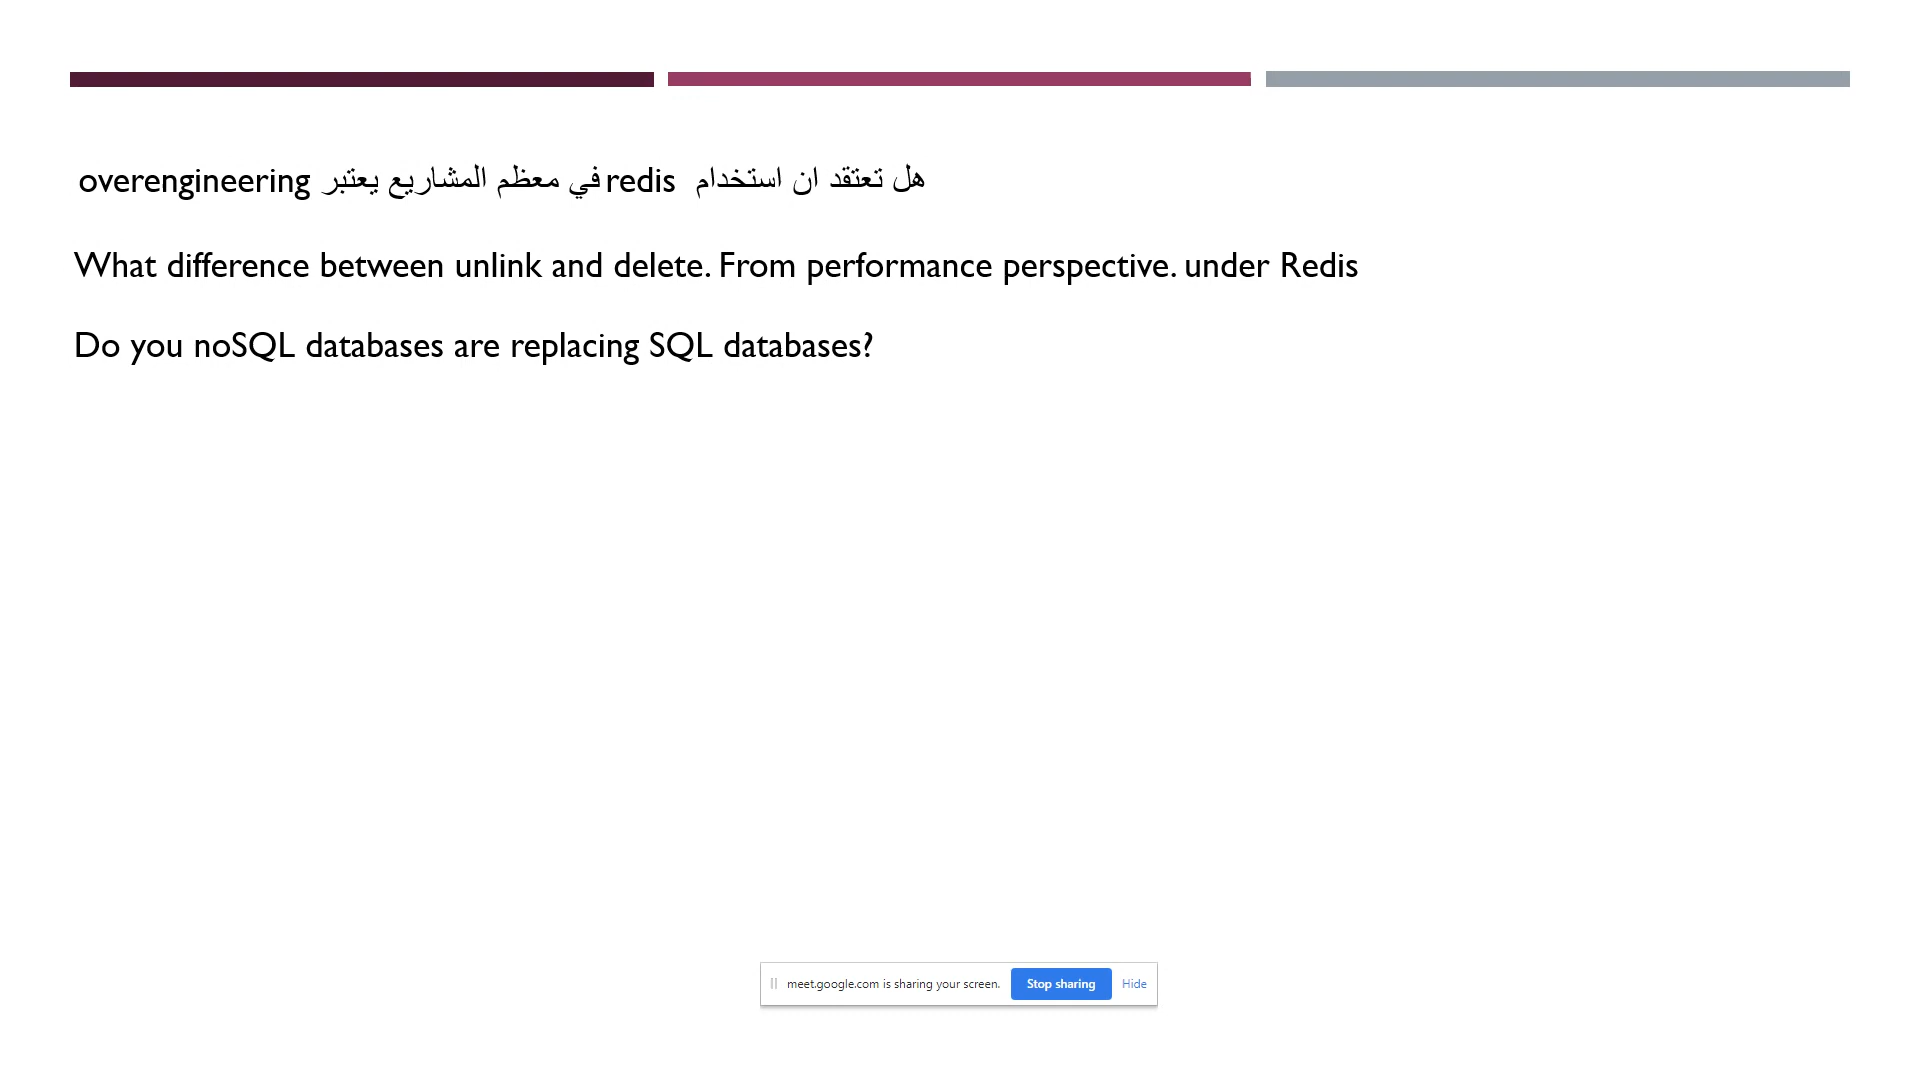 هل تعتقد ان استخدام redis في معظم المشاريع يعتبر overengineering
What difference between unlink and delete. From performance perspective. under Redis
Do you noSQL databases are replacing SQL databases?
meet.google.com is sharing your screen. Stop sharing Hide